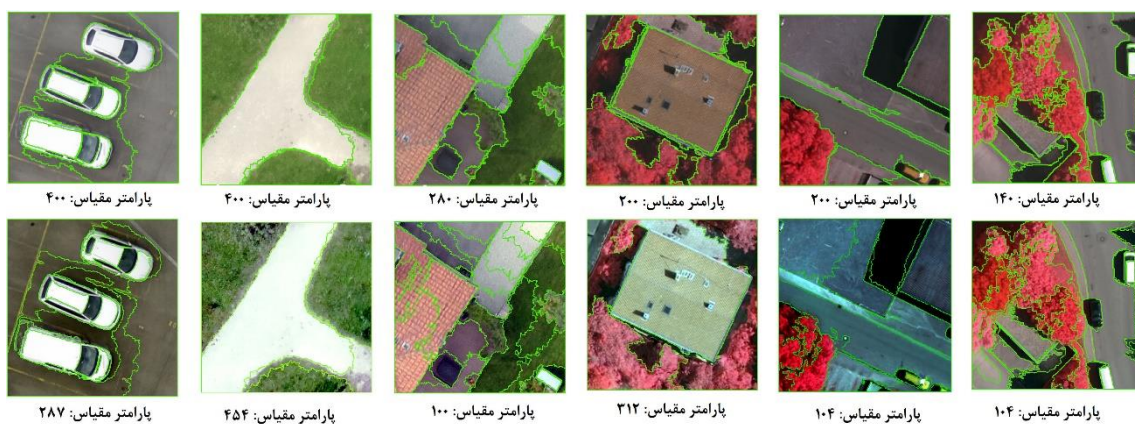 پارامتر مقیاس: ۴۰۰
پارامتر مقیاس: ۴۰۰
پارامتر مقیاس: ۲۸۰
پارامتر مقیاس: ۲۰۰
پارامتر مقیاس: ۲۰۰
پارامتر مقیاس: ۱۴۰
پارامتر مقیاس: ۲۸۷
پارامتر مقیاس: ۴۵۴
پارامتر مقیاس: ۱۰۰
پارامتر مقیاس: ۳۱۲
پارامتر مقیاس: ۱۰۴
پارامتر مقیاس: ۱۰۴